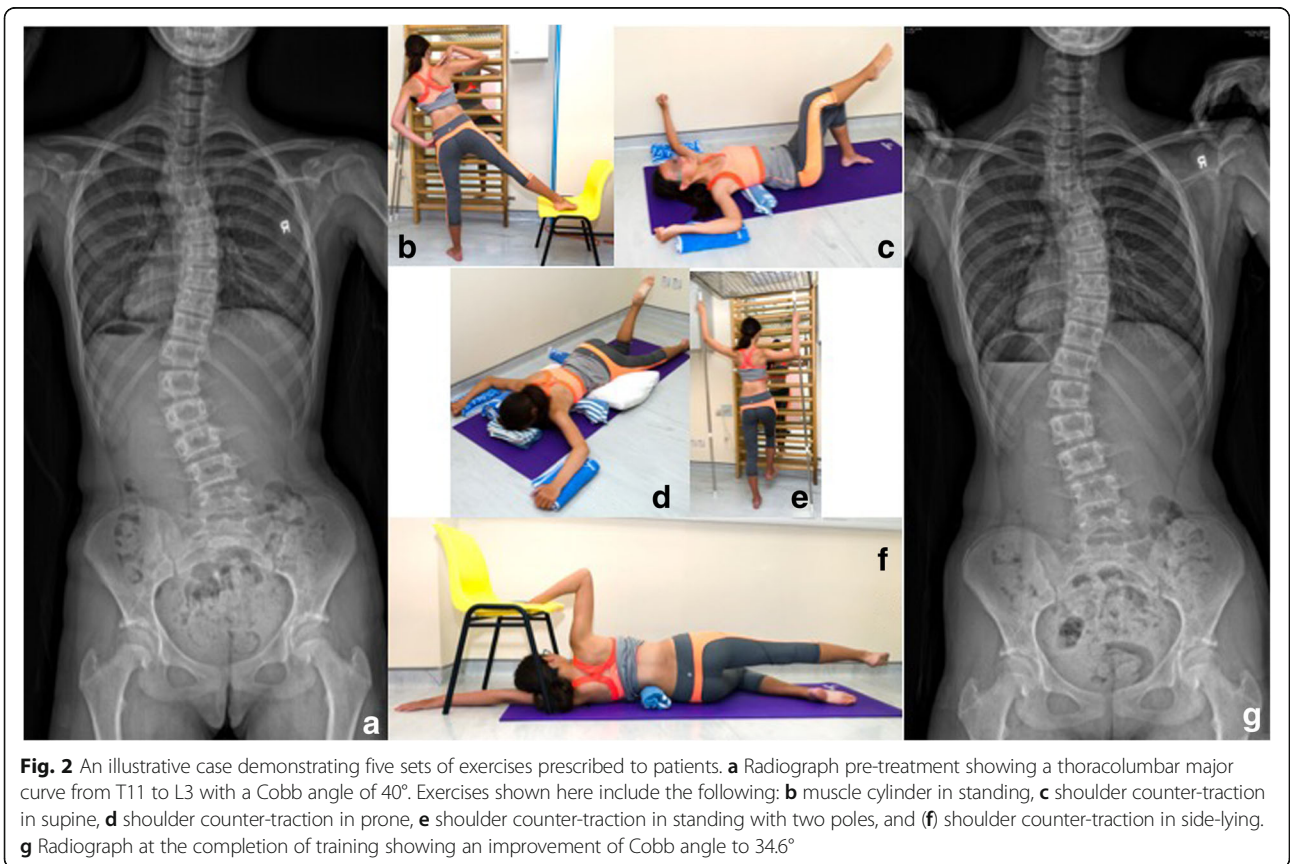 R
b
c
R
d
e
f
a
g
Fig. 2 An illustrative case demonstrating five sets of exercises prescribed to patients. a Radiograph pre-treatment showing a thoracolumbar major
curve from T11 to L3 with a Cobb angle of 40°. Exercises shown here include the following: b muscle cylinder in standing, c shoulder counter-traction
in supine, d shoulder counter-traction in prone, e shoulder counter-traction in standing with two poles, and (f) shoulder counter-traction in side-lying.
g Radiograph at the completion of training showing an improvement of Cobb angle to 34.6°